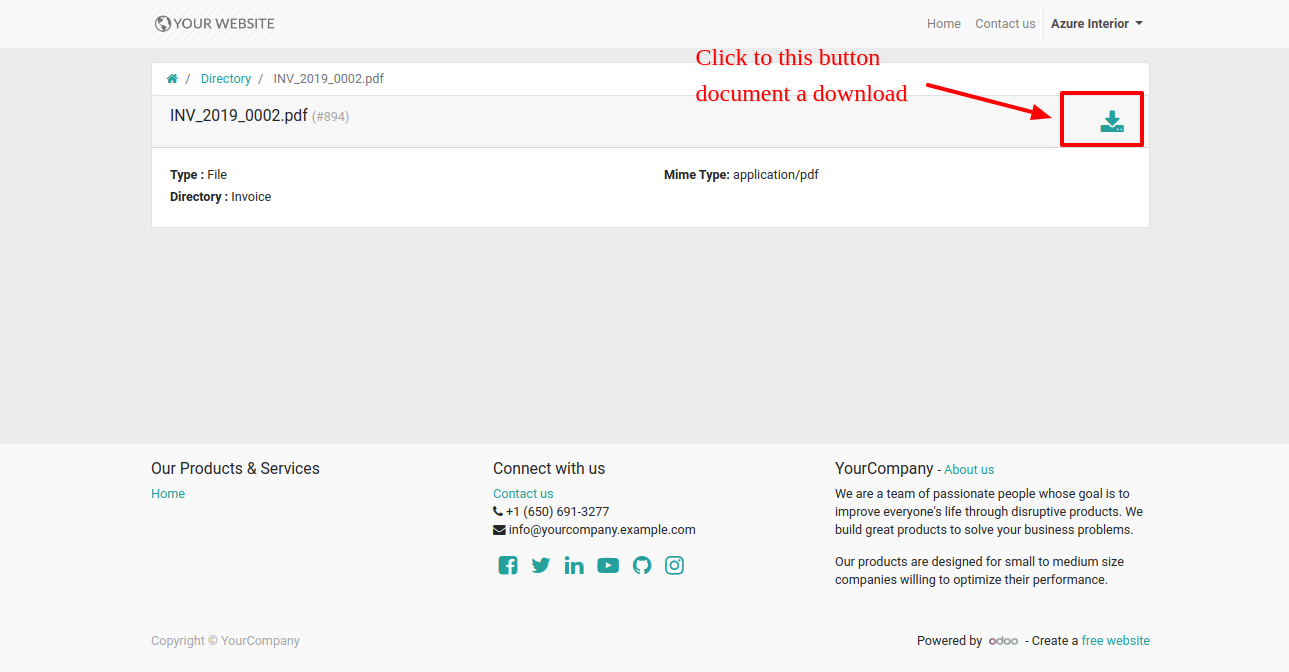 YOUR WEBSITE
Home Contact us Azure Interior
Click to this button
document a download
/ Directory / INV_2019_0002.pdf
INV_2019_0002.pdf (#894)
Type : File
Mime Type: application/pdf
Directory : Invoice
Our Products & Services
Home
Connect with us
Contact us
+1 (650) 691-3277
info@yourcompany.example.com
YourCompany - About us
We are a team of passionate people whose goal is to
improve everyone's life through disruptive products. We
build great products to solve your business problems.
Our products are designed for small to medium size
companies willing to optimize their performance.
Copyright © YourCompany
Powered by odoo - Create a free website